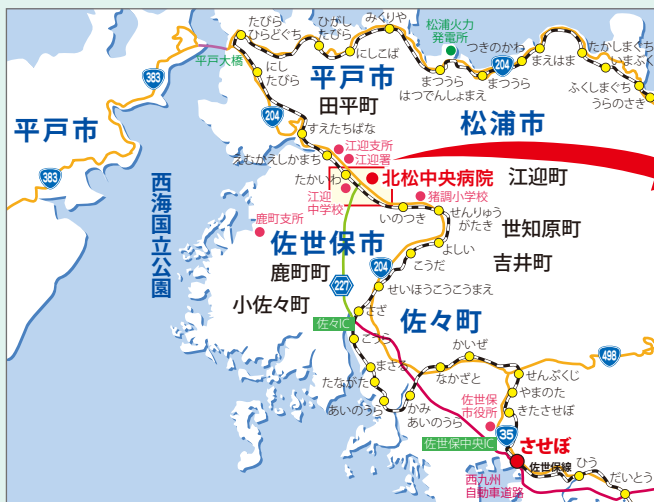 たびら
ひらどぐち
ひがし
たびら
みくりや
松浦火力
発電所
つきのかわ
たかしまぐち
いまぶく
平戸大橋
にしこば
204
まえはま
383
にし
たびら
平戸市
まつうら
はつでんしょまえ
まつうら
ふくしまぐち
うらのさき
田平町
204
平戸市
すえたちばな
松浦市
江迎支所
江迎署
えむかえしかまち
383
たかいわ
北松中央病院
江迎町
西海国立公園
江迎
中学校
猪調小学校
鹿町支所
いのつき
せんりゅう
がたき
世知原町
佐世保市
よしい
吉井町
鹿町町
204
こうだ
227
せいほうこうこうまえ
小佐々町
さざ
佐々町
佐々IC
こうら
498
かいぜ
まさる
なかざと
せんぷくじ
たながた
やまのた
あいのうら
かみ
あいのうら
佐世保
市役所
きたさせぼ
35
佐世保中央IC
させぼ
佐世保線
西九州
自動車道路
ひう
だいとう